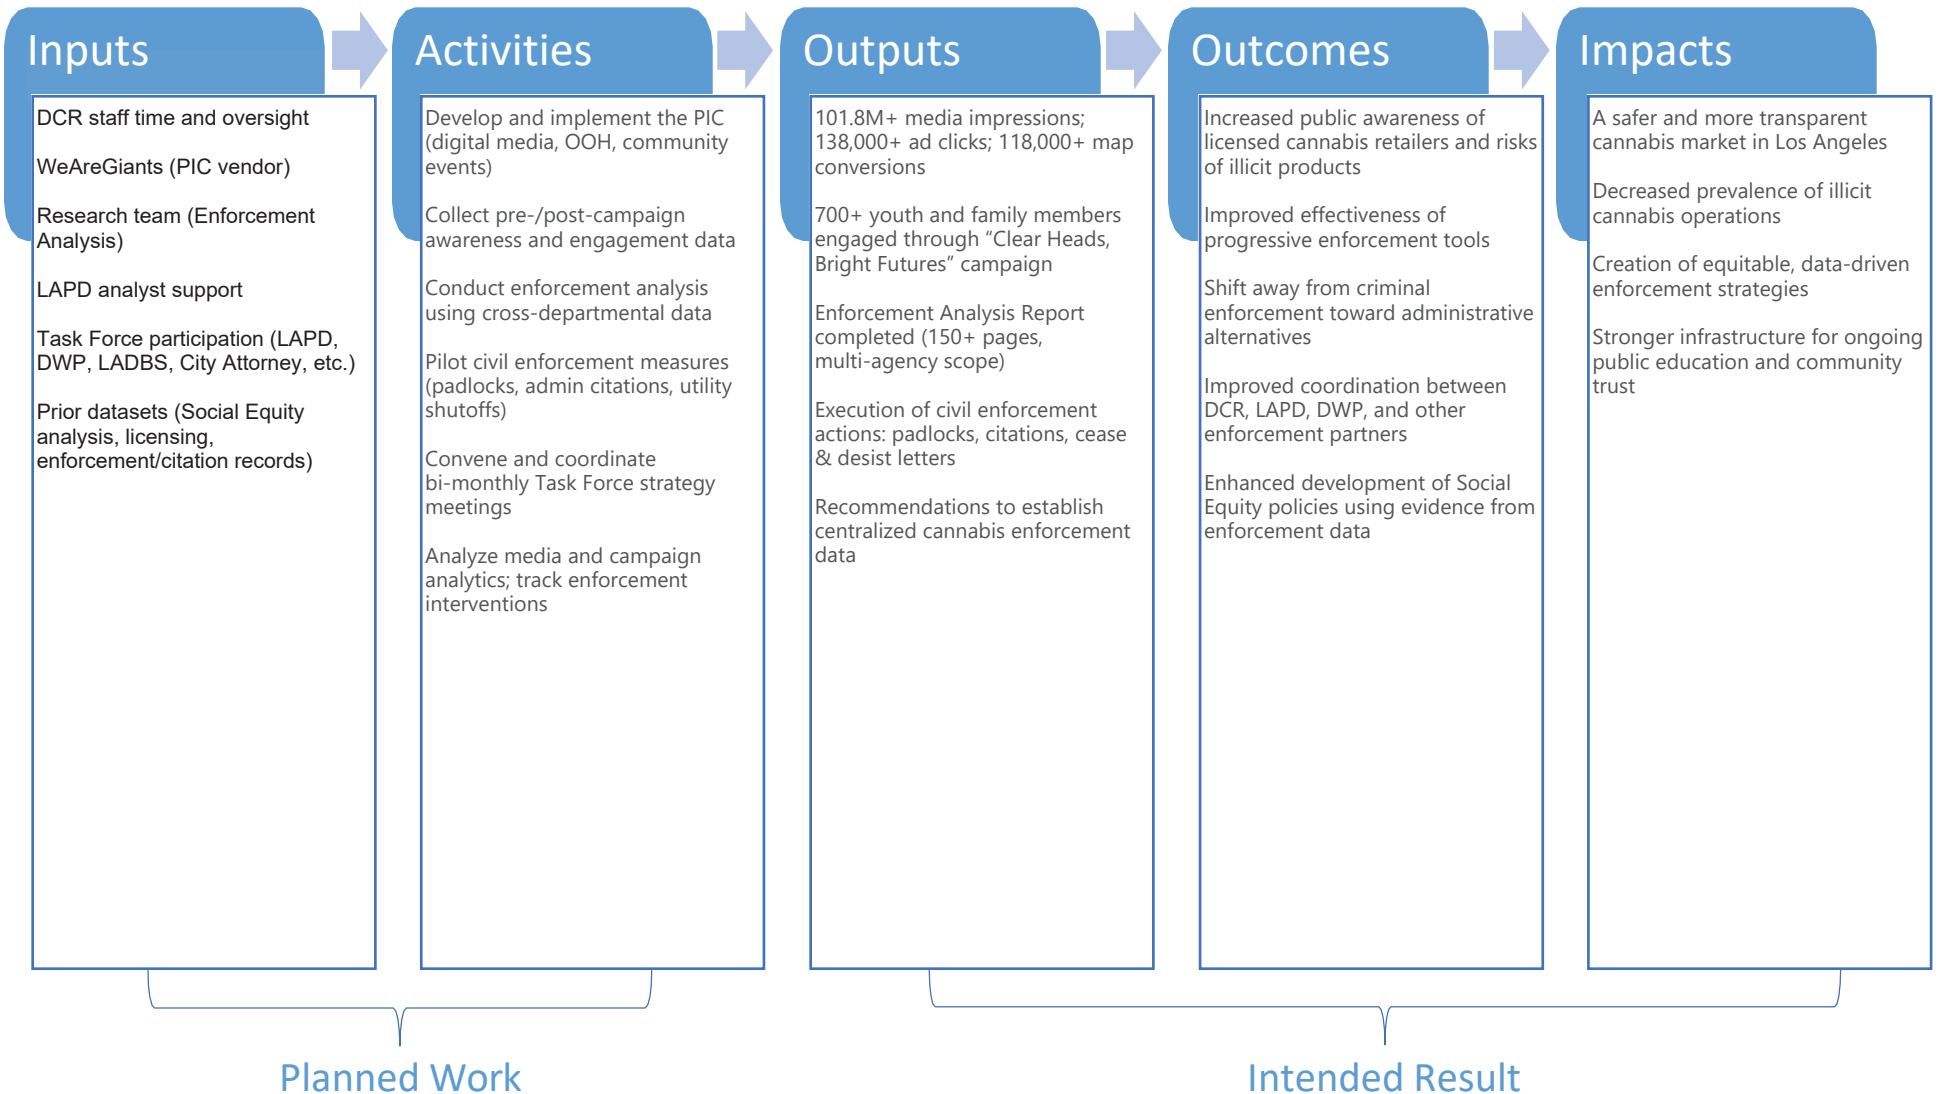 Inputs
DCR staff time and oversight
WeAreGiants (PIC vendor)
Research team (Enforcement
Analysis)
LAPD analyst support
Task Force participation (LAPD,
DWP, LADBS, City Attorney, etc.)
Prior datasets (Social Equity
analysis, licensing,
enforcement/citation records)
Activities
Develop and implement the PIC
(digital media, OOH, community
events)
Collect pre-/post-campaign
awareness and engagement data
Conduct enforcement analysis
using cross-departmental data
Pilot civil enforcement measures
(padlocks, admin citations, utility
shutoffs)
Convene and coordinate
bi-monthly Task Force strategy
meetings
Analyze media and campaign
analytics; track enforcement
interventions
Outputs
101.8M+ media impressions;
138,000+ ad clicks; 118,000+ map
conversions
700+ youth and family members
engaged through “Clear Heads,
Bright Futures” campaign
Enforcement Analysis Report
completed (150+ pages,
multi-agency scope)
Execution of civil enforcement
actions: padlocks, citations, cease
& desist letters
Recommendations to establish
centralized cannabis enforcement
data
Outcomes
Increased public awareness of
licensed cannabis retailers and risks
of illicit products
Improved effectiveness of
progressive enforcement tools
Shift away from criminal
enforcement toward administrative
alternatives
Improved coordination between
DCR, LAPD, DWP, and other
enforcement partners
Enhanced development of Social
Equity policies using evidence from
enforcement data
Impacts
A safer and more transparent
cannabis market in Los Angeles
Decreased prevalence of illicit
cannabis operations
Creation of equitable, data-driven
enforcement strategies
Stronger infrastructure for ongoing
public education and community
trust
Planned Work
Intended Result